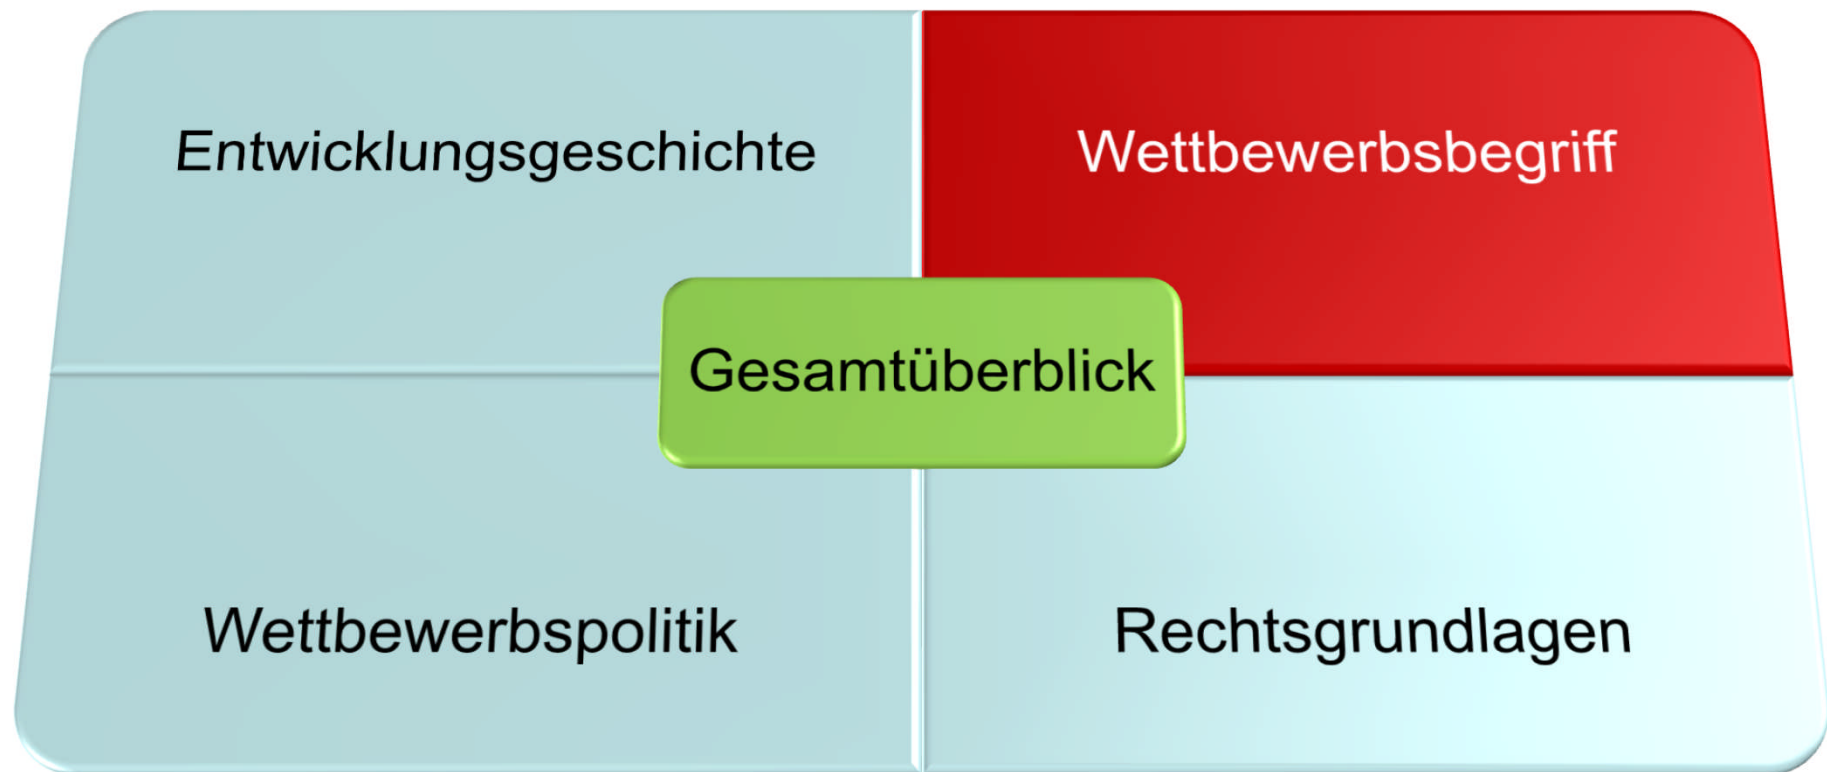 Entwicklungsgeschichte
Wettbewerbsbegriff
Gesamtüberblick
Wettbewerbspolitik
Rechtsgrundlagen